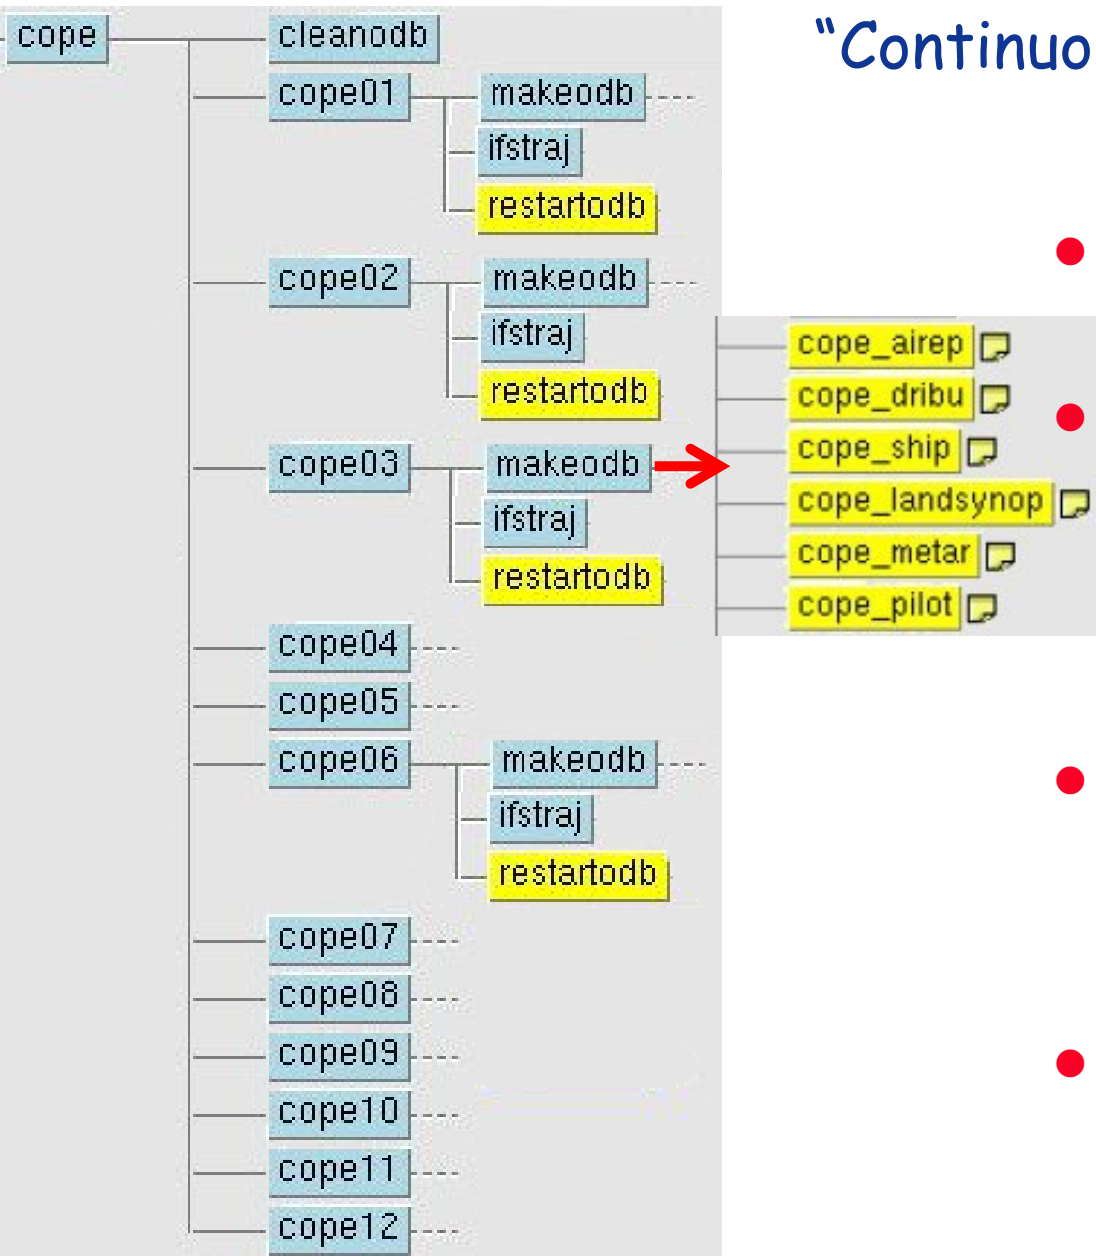 cope
cleanodb
"Continuo
cope01
makeodb
ifstraj
restartodb
cope02
makeodb
ifstraj
restartodb
cope03
makeodb
ifstraj
restartodb
cope_airep
cope_dribu
cope_ship
cope_landsynop
cope_metar
cope_pilot
cope04
cope05
cope06
makeodb
ifstraj
restartodb
cope07
cope08
cope09
cope10
cope11
cope12